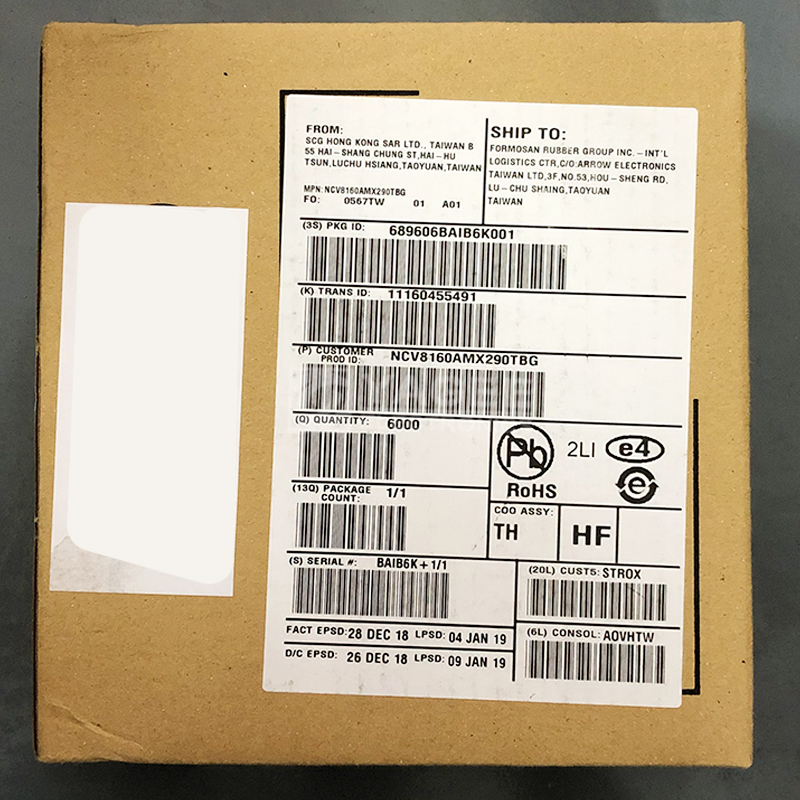 FROM:
SCG HONG KONG SAR LTD., TAIWAN B
55 HAI-SHANG CHUNG ST,HAI-HU
TSUN,LUCHU HSIANG,TAOYUAN,TAIWAN
MPN: NCV8160AMX290TBG
FO: 0567TW 01 A01
SHIP TO:
FORMOSAN RUBBER GROUP INC.-INT'L
LOGISTICS CTR,C/O:ARROW ELECTRONICS
TAIWAN LTD,3F,NO.53,HOU-SHENG RD,
LU-CHU SHAING,TAOYUAN
TAIWAN
(3S) PKG ID: 689606BAIB6K001
(K) TRANS ID: 11160455491
(P) CUSTOMER
PROD ID: NCV8160AMX290TBG
(Q) QUANTITY: 6000
Pb
RoHS
2LI
e4
e
(13Q) PACKAGE
COUNT: 1/1
COO ASSY:
TH
HF
(S) SERIAL #: BAIB6K+1/1
(20L) CUST5: STROX
FACT EPSD: 28 DEC 18 LPSD: 04 JAN 19
D/C EPSD: 26 DEC 18 LPSD: 09 JAN 19
(6L) CONSOL: AOVHTW